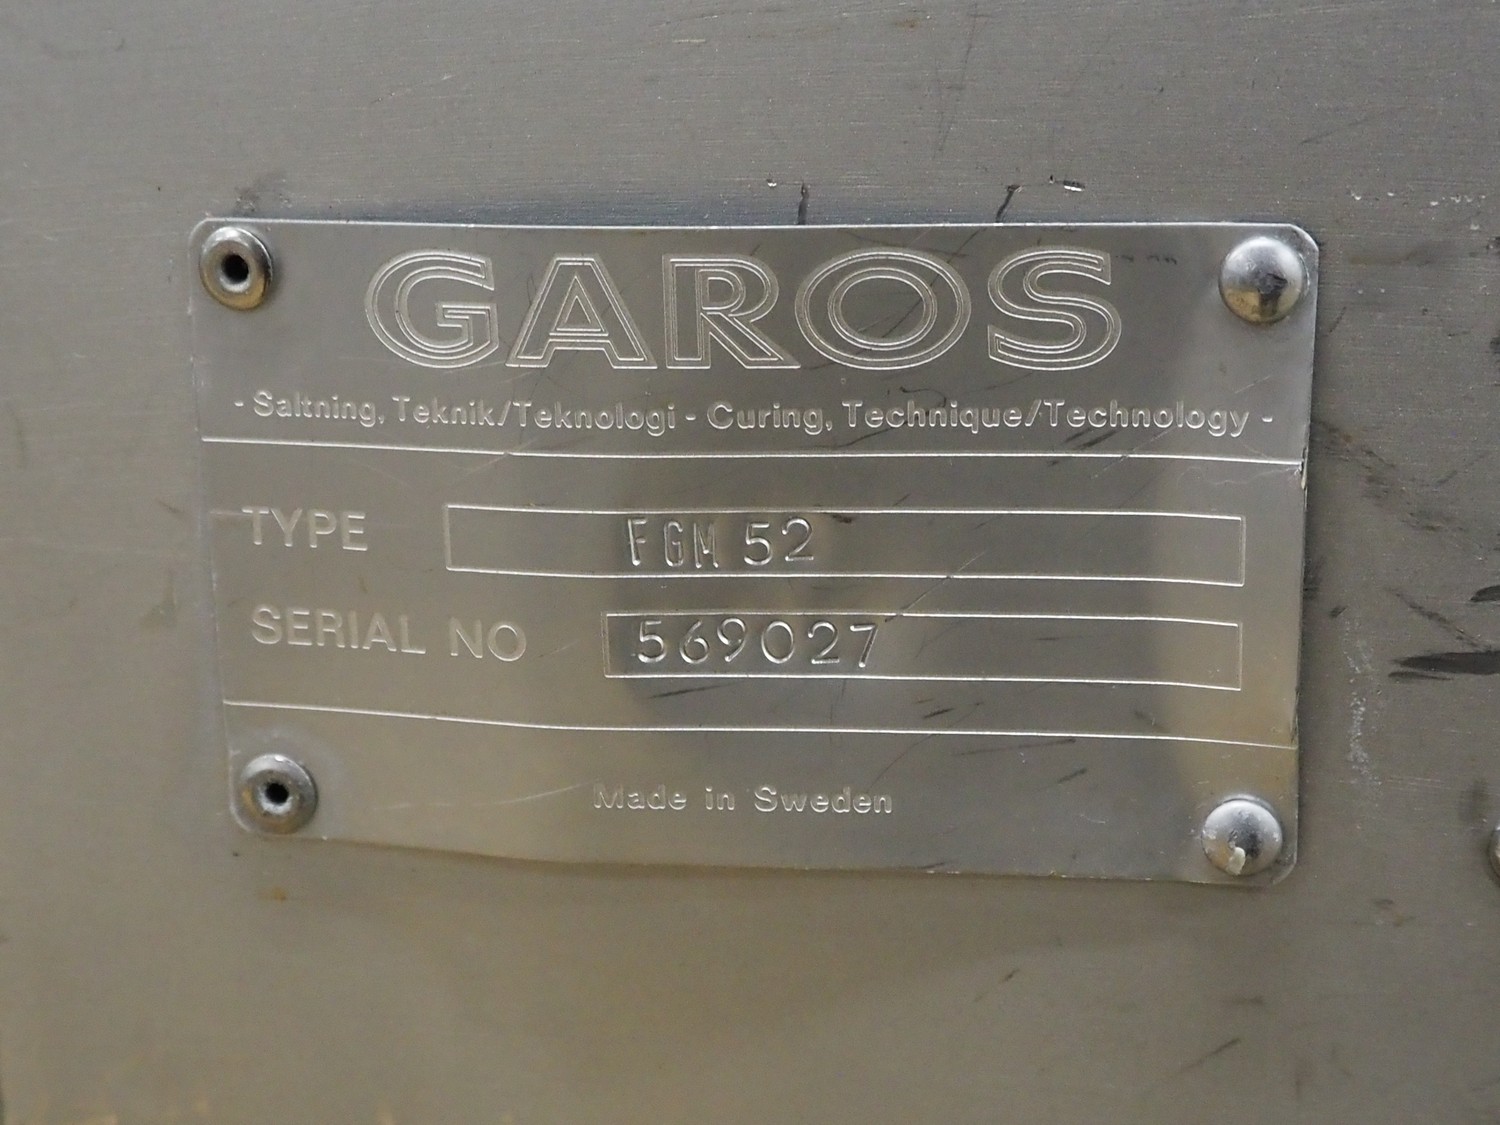 GAROS
- Saltning, Teknik/Teknologi - Curing, Technique/Technology -
TYPE FGM 52
SERIAL NO 569027
Made in Sweden